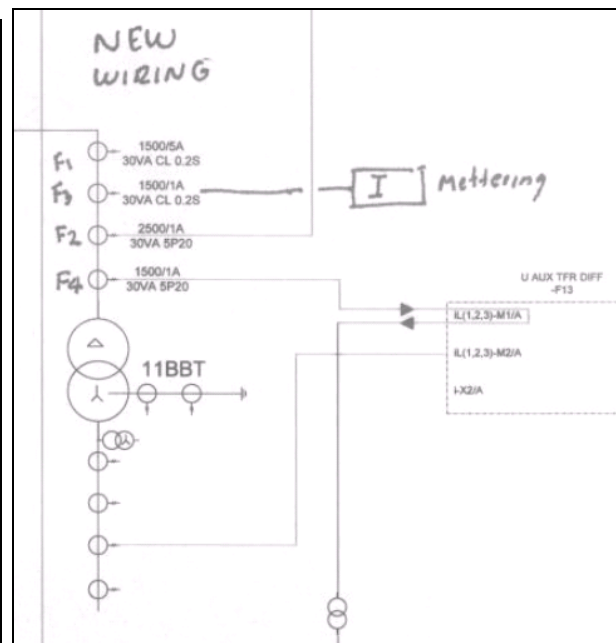 NEW
WIRING
F1
1500/5A
30VA CL 0.2S
F3
1500/1A
30VA CL 0.2S
I
Mettering
F2
2500/1A
30VA 5P20
F4
1500/1A
30VA 5P20
U AUX TFR DIFF
-F13
IL(1,2,3)-M1/A
IL(1,2,3)-M2/A
I-X2/A
11BBT